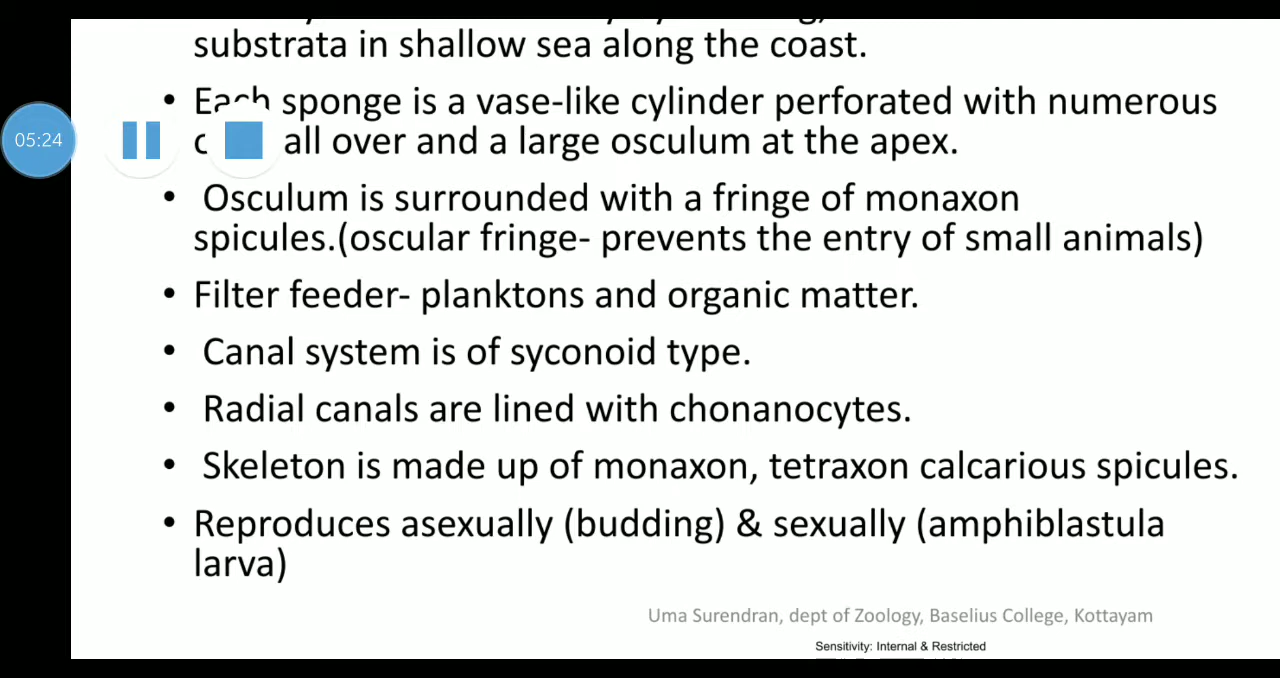 substrata in shallow sea along the coast.
• Each sponge is a vase-like cylinder perforated with numerous
all over and a large osculum at the apex.
• Osculum is surrounded with a fringe of monaxon
spicules.(oscular fringe- prevents the entry of small animals)
• Filter feeder- planktons and organic matter.
• Canal system is of syconoid type.
• Radial canals are lined with chonanocytes.
• Skeleton is made up of monaxon, tetraxon calcarious spicules.
• Reproduces asexually (budding) & sexually (amphiblastula
larva)
05:24
Uma Surendran, dept of Zoology, Baselius College, Kottayam
Sensitivity: Internal & Restricted